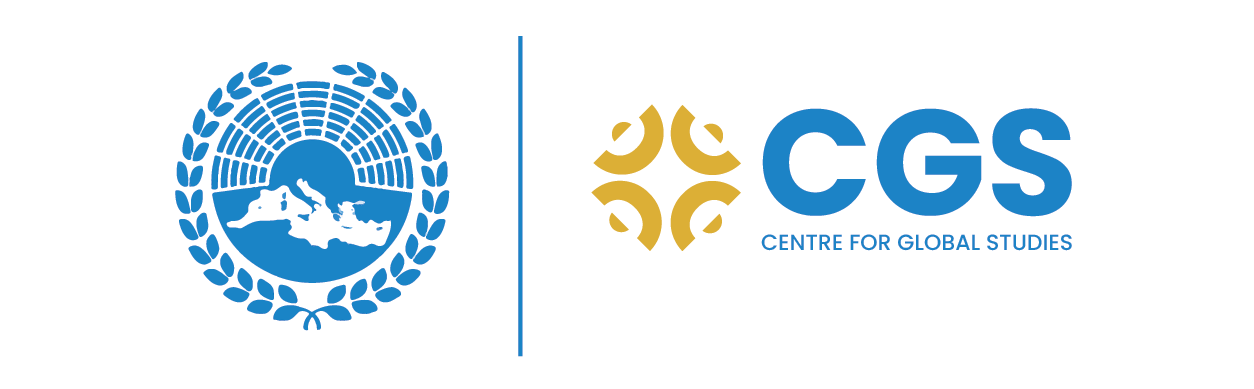 CGS
CENTRE FOR GLOBAL STUDIES